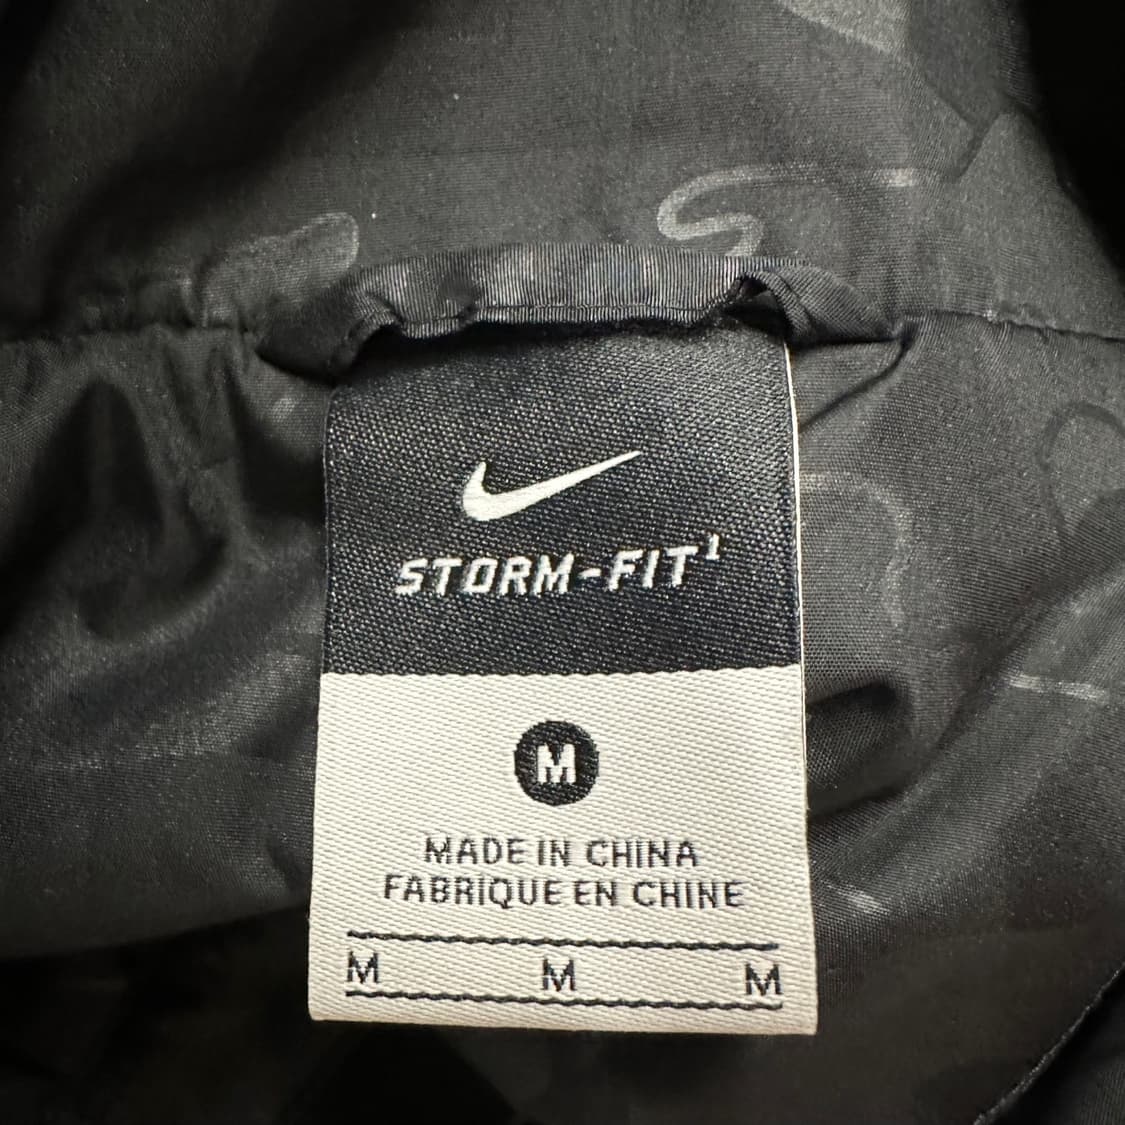 STORM-FIT¹
M
MADE IN CHINA
FABRIQUE EN CHINE
M M M